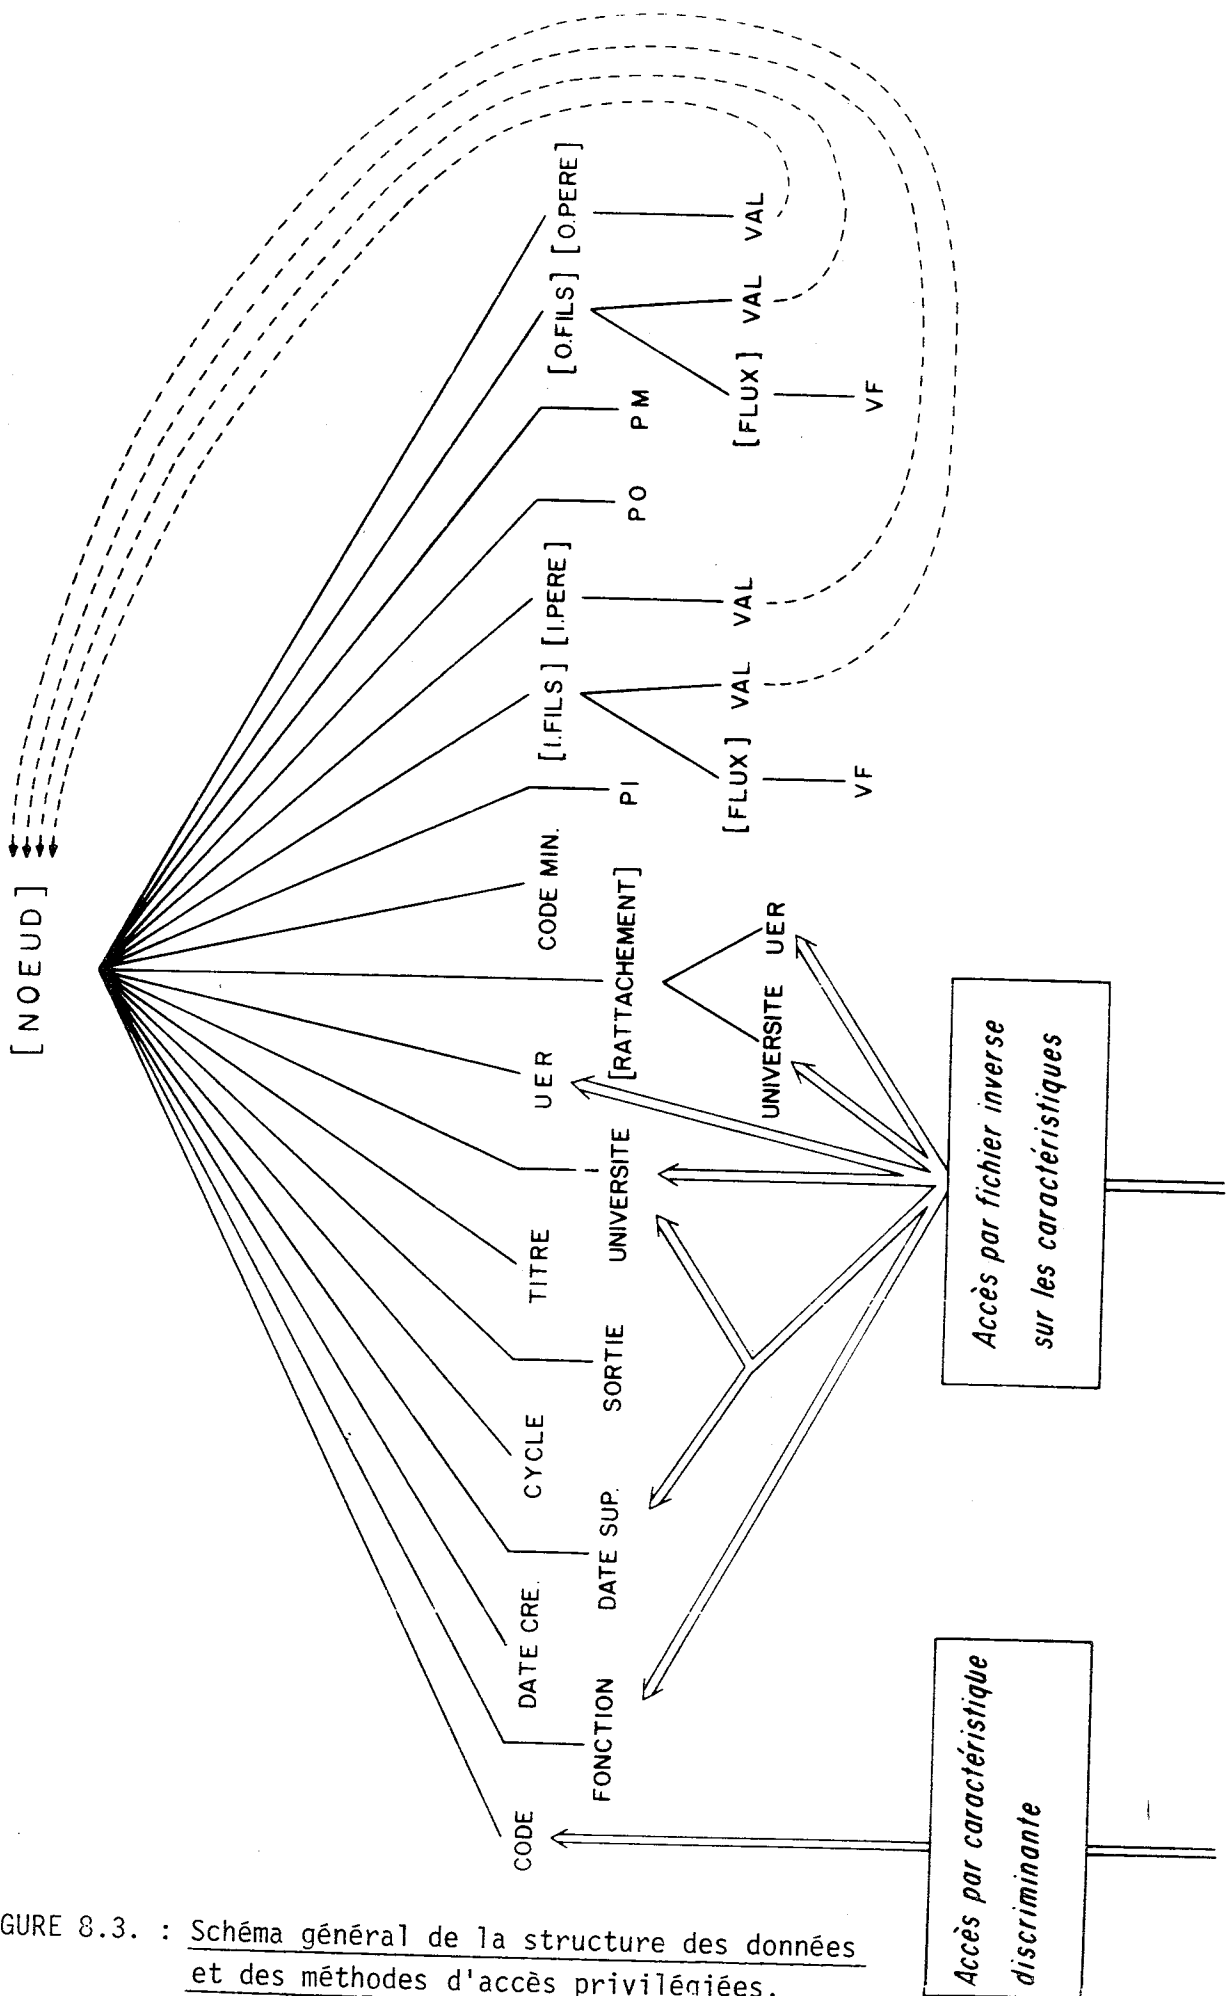 [NOEUD]
CODE
FONCTION
DATE CRE.
DATE SUP.
CYCLE
SORTIE
TITRE
UNIVERSITE
UER
[RATTACHEMENT]
UNIVERSITE
UER
CODE MIN.
PI
[I.FILS]
[FLUX]
VF
VAL
[I.PERE]
VAL
PO
PM
[O.FILS]
[FLUX]
VF
VAL
[O.PERE]
VAL
Accès par caractéristique
discriminante
Accès par fichier inverse
sur les caractéristiques
GURE 8.3. : Schéma général de la structure des données
et des méthodes d'accès privilégiées.